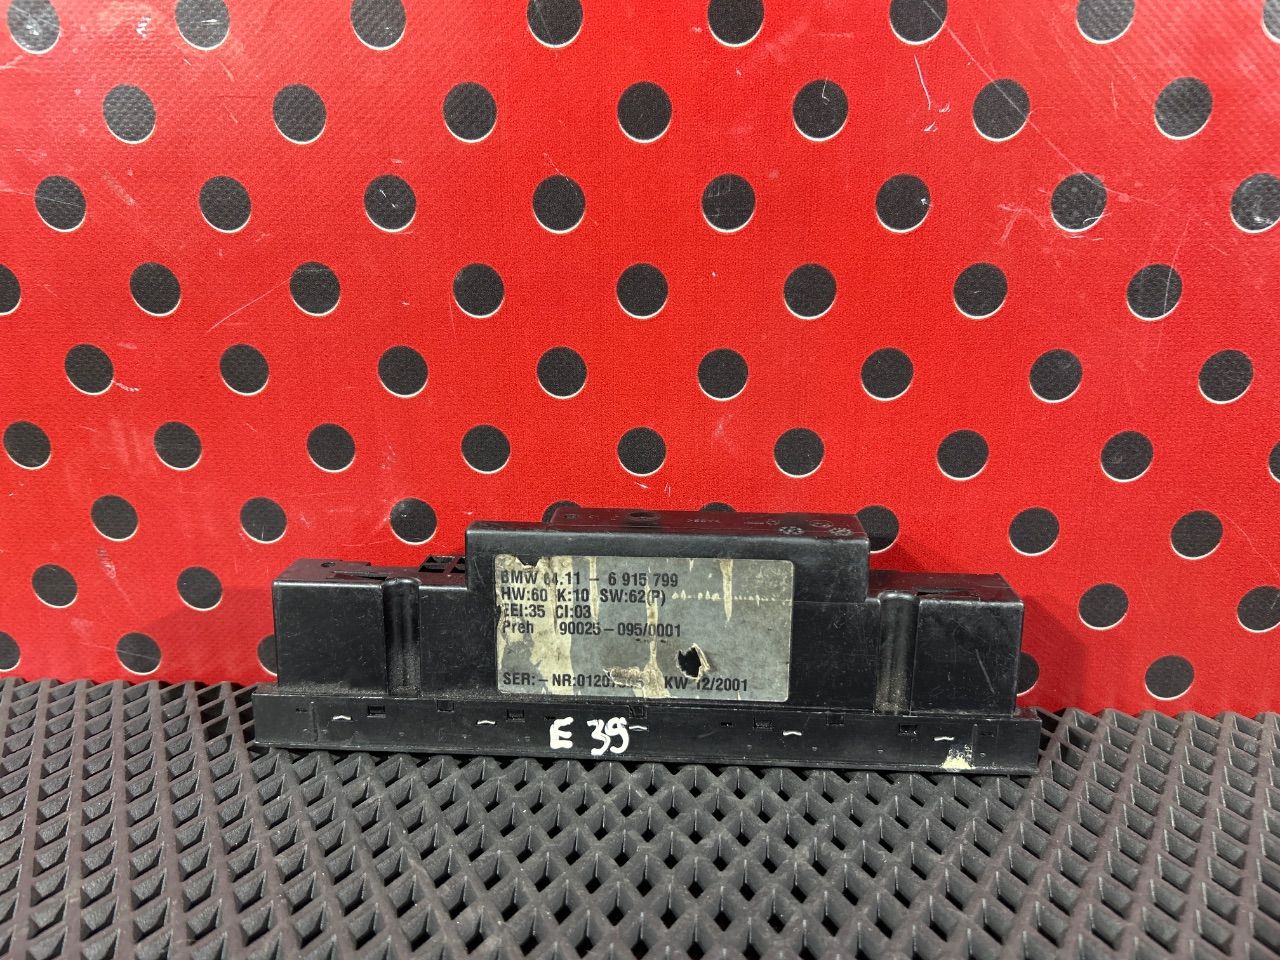 BMW 64.11 - 6 915 799
HW:60 K:10 SW:62(P)
EEI:35 CI:03
Preh 90025-095/0001
SER:-NR: KW 12/2001
E 39